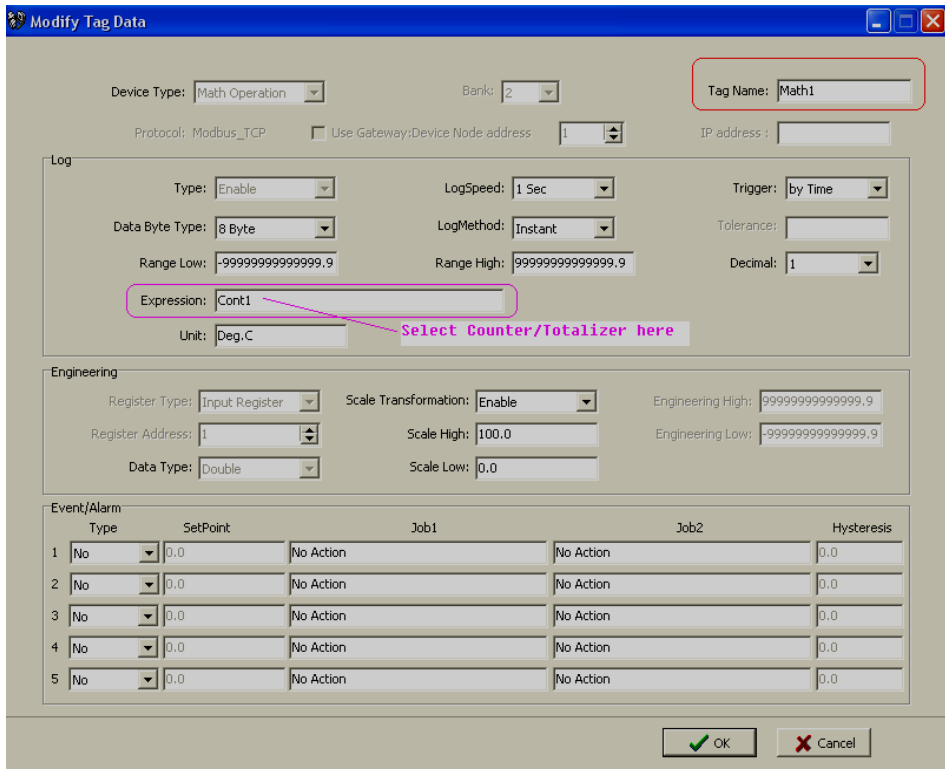 Modify Tag Data
Device Type: Math Operation Bank: 2 Tag Name: Math1
Protocol: Modbus_TCP Use Gateway:Device Node address 1 IP address :
Log
Type: Enable LogSpeed: 1 Sec Trigger: by Time
Data Byte Type: 8 Byte LogMethod: Instant Tolerance:
Range Low: -99999999999999.9 Range High: 99999999999999.9 Decimal: 1
Expression: Cont1
Select Counter/Totalizer here
Unit: Deg.C
Engineering
Register Type: Input Register Scale Transformation: Enable Engineering High: 99999999999999.9
Register Address: 1 Scale High: 100.0 Engineering Low: -99999999999999.9
Data Type: Double Scale Low: 0.0
Event/Alarm
Type SetPoint Job1 Job2 Hysteresis
1 No 0.0 No Action No Action 0.0
2 No 0.0 No Action No Action 0.0
3 No 0.0 No Action No Action 0.0
4 No 0.0 No Action No Action 0.0
5 No 0.0 No Action No Action 0.0
OK Cancel